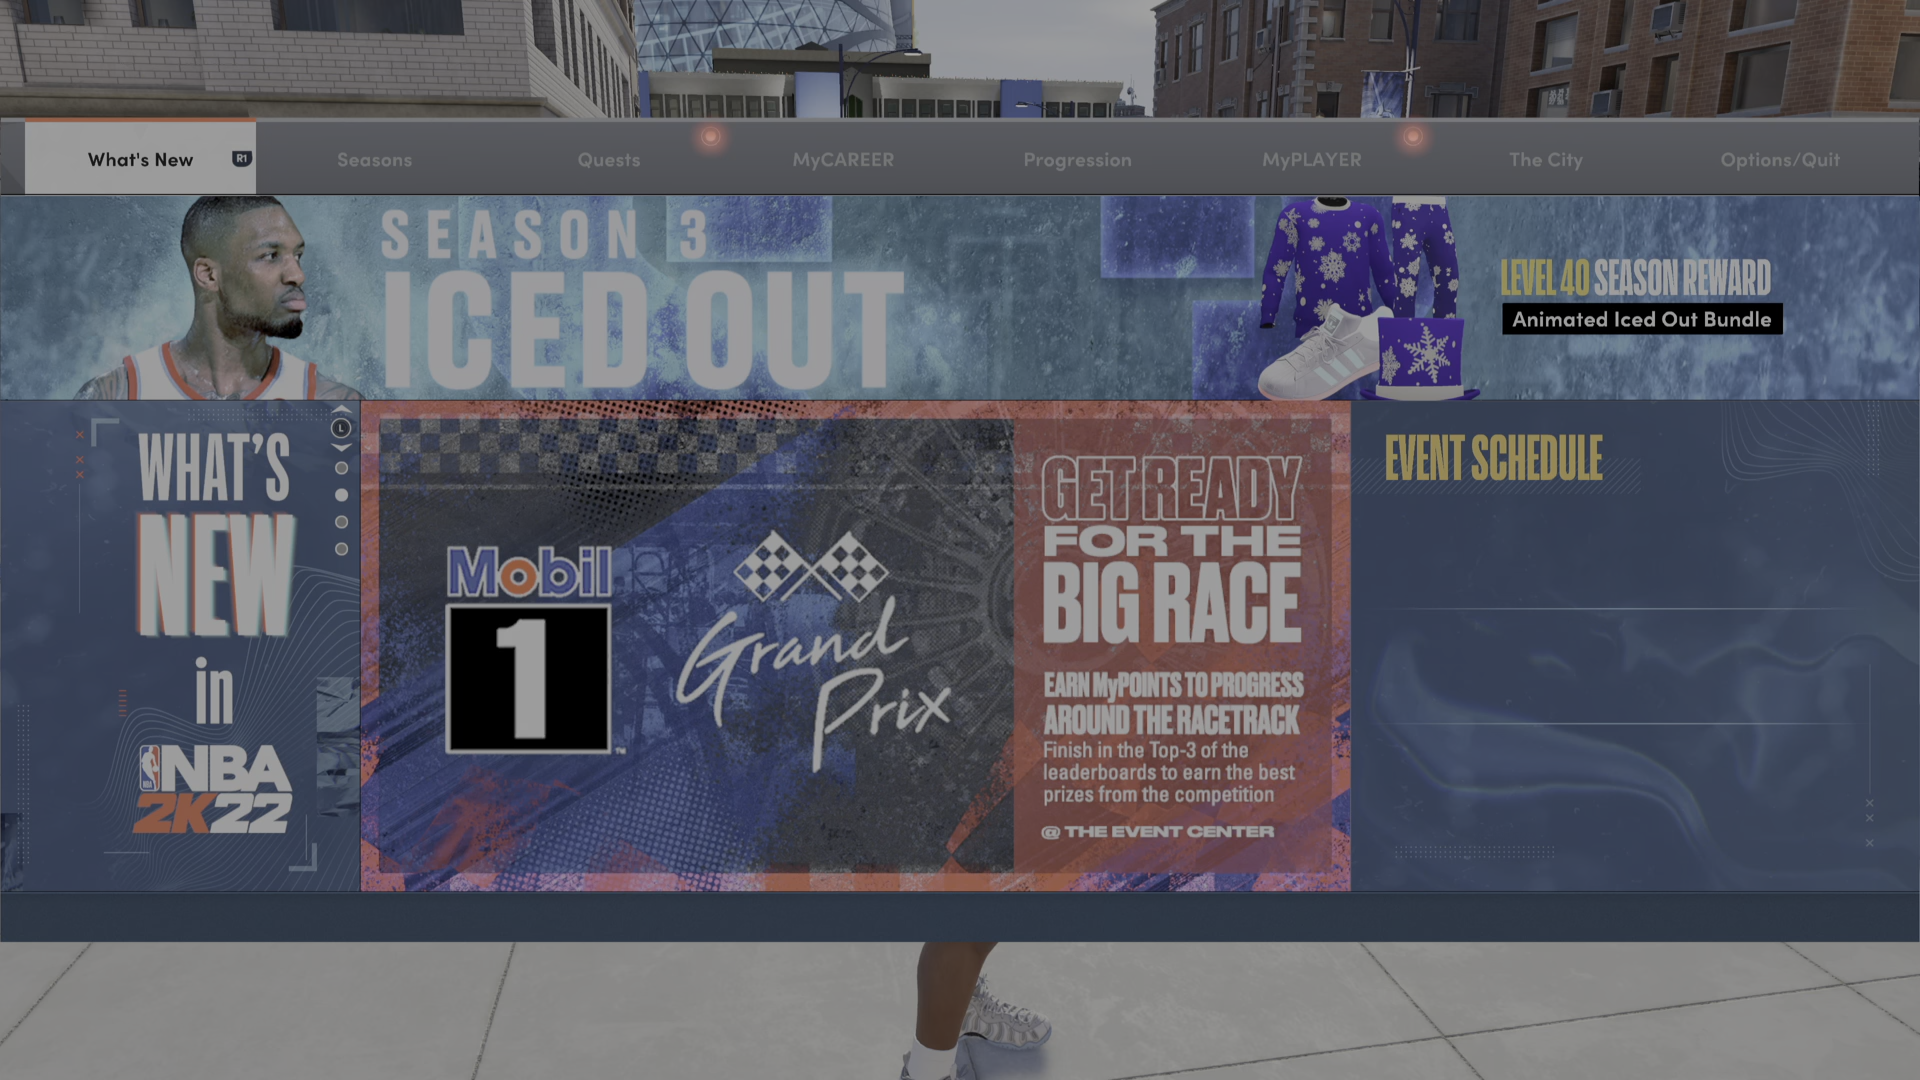 What's New
R1
Seasons
Quests
MyCAREER
Progression
MyPLAYER
The City
Options/Quit
SEASON 3
ICED OUT
LEVEL 40 SEASON REWARD
Animated Iced Out Bundle
WHAT'S
NEW
in
NBA
2K22
L
Mobil
1
™
Grand
Prix
GET READY
FOR THE
BIG RACE
EARN MyPOINTS TO PROGRESS
AROUND THE RACETRACK
Finish in the Top-3 of the
leaderboards to earn the best
prizes from the competition
@ THE EVENT CENTER
EVENT SCHEDULE